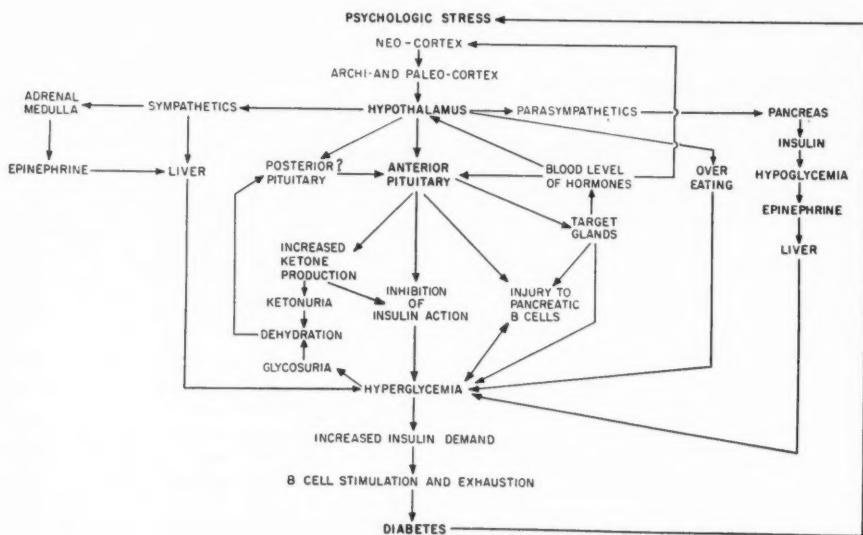 PSYCHOLOGIC STRESS
NEO-CORTEX
ARCHI-AND PALEO-CORTEX
ADRENAL
MEDULLA
SYMPATHETICS
HYPOTHALAMUS
PARASYMPATHETICS
PANCREAS
INSULIN
EPINEPHRINE
LIVER
POSTERIOR ?
PITUITARY
ANTERIOR
PITUITARY
BLOOD LEVEL
OF HORMONES
OVER
EATING
HYPOGLYCEMIA
EPINEPHRINE
LIVER
TARGET
GLANDS
INCREASED
KETONE
PRODUCTION
KETONURIA
DEHYDRATION
GLYCOSURIA
INHIBITION
OF
INSULIN ACTION
INJURY TO
PANCREATIC
B CELLS
HYPERGLYCEMIA
INCREASED INSULIN DEMAND
B CELL STIMULATION AND EXHAUSTION
DIABETES